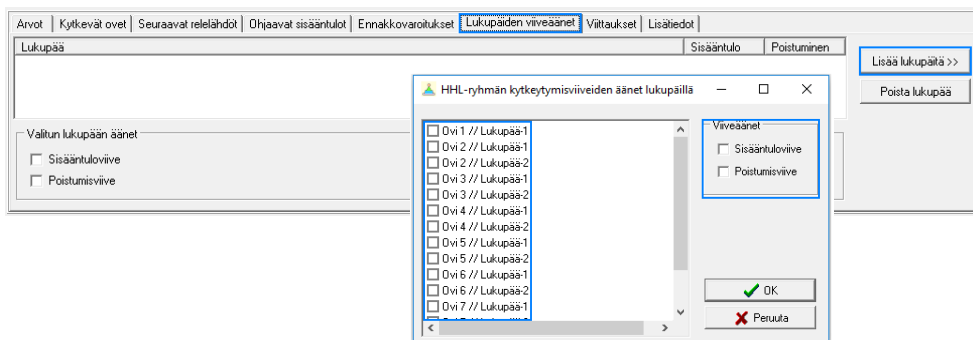 Arvot Kytkevät ovet Seuraavat relelähdöt Ohjaavat sisääntulot Ennakkovaroitukset Lukupäiden viiveäänet Viittaukset Lisätiedot
Lukupää Sisääntulo Poistuminen
Lisää lukupäitä >>
Poista lukupää
Valitun lukupään äänet
Sisääntuloviive
Poistumisviive
HHL-ryhmän kytkeytymisviiveiden äänet lukupäillä
Ovi 1 // Lukupää-1
Ovi 2 // Lukupää-1
Ovi 2 // Lukupää-2
Ovi 3 // Lukupää-1
Ovi 3 // Lukupää-2
Ovi 4 // Lukupää-1
Ovi 4 // Lukupää-2
Ovi 5 // Lukupää-1
Ovi 5 // Lukupää-2
Ovi 6 // Lukupää-1
Ovi 6 // Lukupää-2
Ovi 7 // Lukupää-1
Viiveäänet
Sisääntuloviive
Poistumisviive
OK
Peruuta